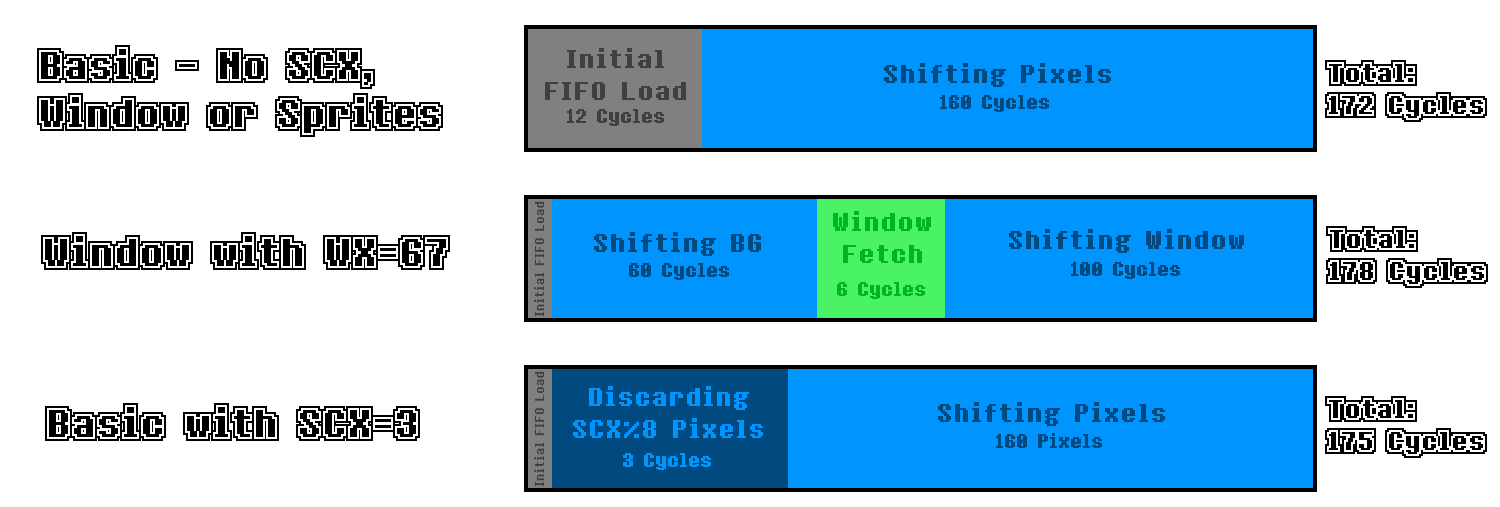 Basic - No SCX,
Window or Sprites
Initial
FIFO Load
12 Cycles
Shifting Pixels
160 Cycles
Total:
172 Cycles
Window with WX=67
Initial FIFO Load
Shifting BG
60 Cycles
Window
Fetch
6 Cycles
Shifting Window
100 Cycles
Total:
178 Cycles
Basic with SCX=3
Initial FIFO Load
Discarding
SCX%8 Pixels
3 Cycles
Shifting Pixels
160 Pixels
Total:
175 Cycles